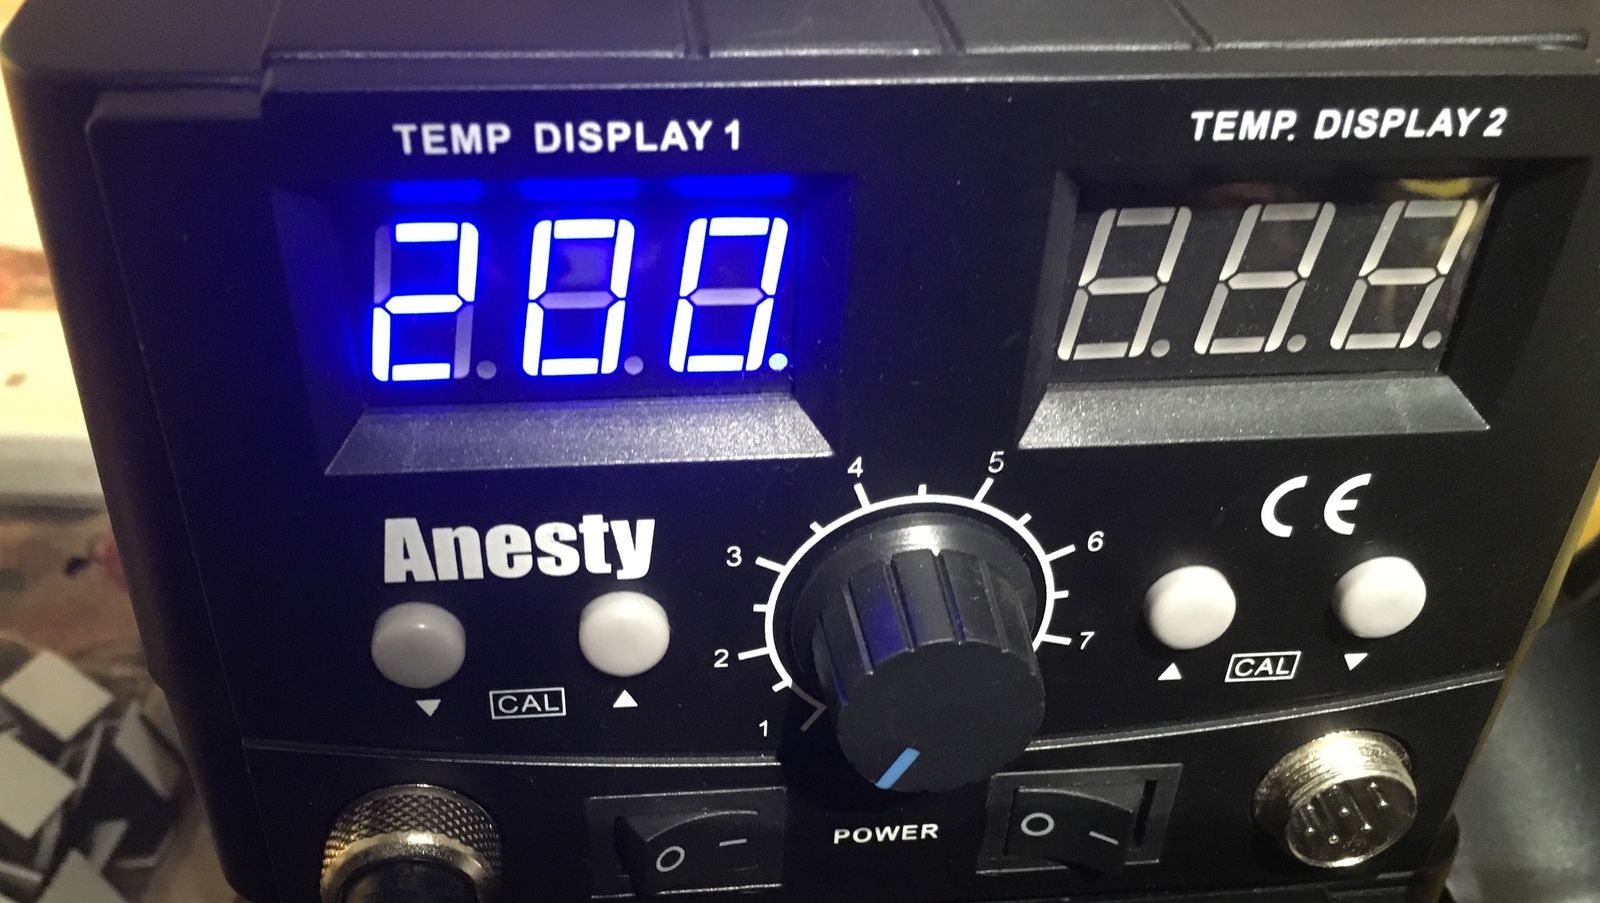 TEMP DISPLAY 1
TEMP. DISPLAY 2
200.
4
5
3
6
2
7
1
Anesty
CE
CAL
CAL
POWER